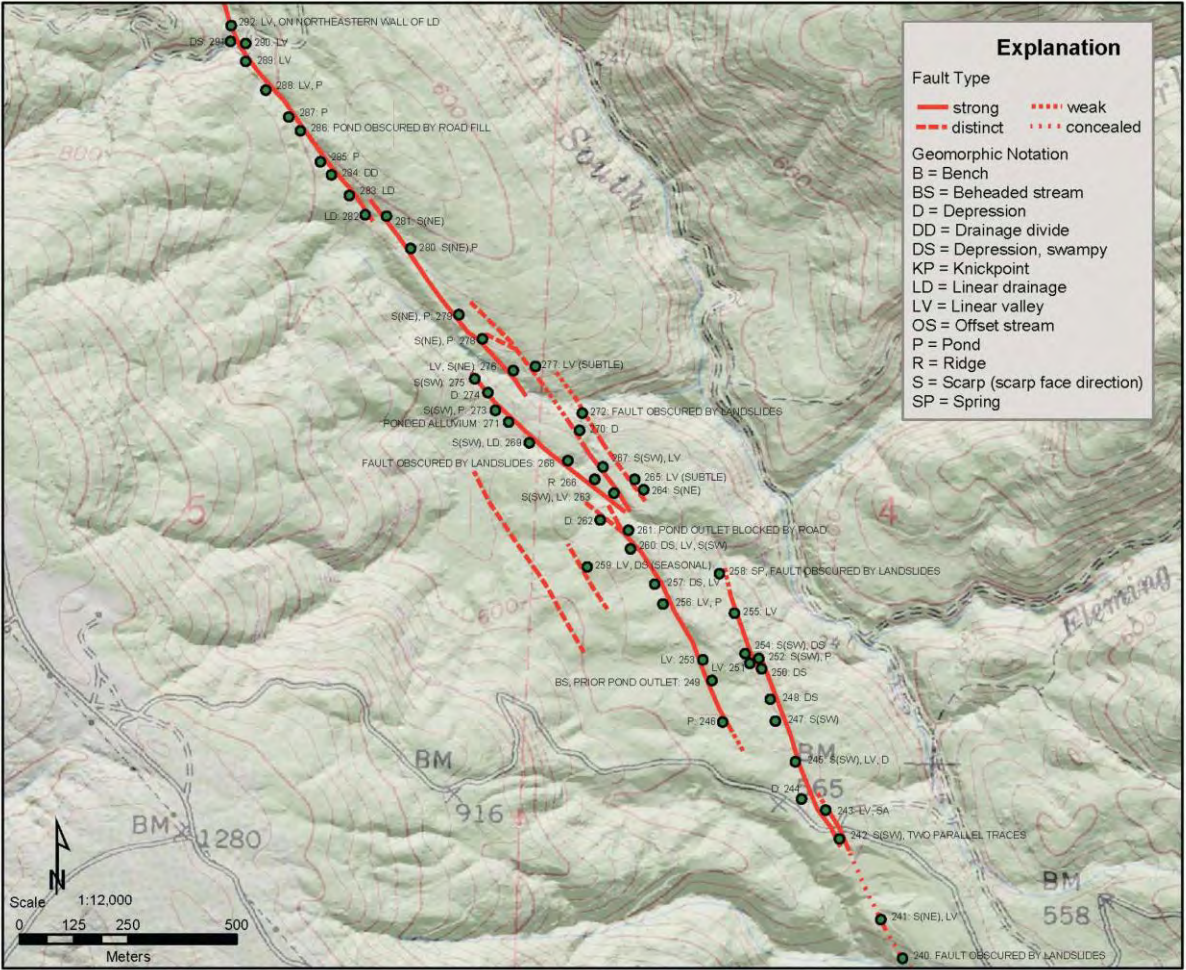 292: LV, ON NORTHEASTERN WALL OF LD
DS: 291
290: LV
289: LV
288: LV, P
287: P
286: POND OBSCURED BY ROAD FILL
285: P
284: DD
283: LD
LD: 282
281: S(NE)
280: S(NE),P
S(NE), P: 279
S(NE), P: 278
277: LV (SUBTLE)
LV, S(NE): 276
S(SW): 275
D: 274
S(SW), P: 273
272: FAULT OBSCURED BY LANDSLIDES
PONDED ALLUVIUM: 271
270: D
S(SW), LD: 269
FAULT OBSCURED BY LANDSLIDES: 268
267: S(SW), LV
R: 266
265: LV (SUBTLE)
264: S(NE)
S(SW), LV: 263
D: 262
261: POND OUTLET BLOCKED BY ROAD
260: DS, LV, S(SW)
259: LV, DS (SEASONAL)
258: SP, FAULT OBSCURED BY LANDSLIDES
257: DS, LV
256: LV, P
255: LV
254: S(SW), DS
LV: 253
252: S(SW), P
LV: 251
250: DS
BS, PRIOR POND OUTLET: 249
248: DS
247: S(SW)
P: 246
245: S(SW), LV, D
D: 244
243: LV, SA
242: S(SW), TWO PARALLEL TRACES
241: S(NE), LV
240: FAULT OBSCURED BY LANDSLIDES
South
Fleming
800
600
600
600
600
5
4
24
BM
916
BM
1280
BM
565
BM
558
Explanation
Fault Type
strong
weak
distinct
concealed
Geomorphic Notation
B = Bench
BS = Beheaded stream
D = Depression
DD = Drainage divide
DS = Depression, swampy
KP = Knickpoint
LD = Linear drainage
LV = Linear valley
OS = Offset stream
P = Pond
R = Ridge
S = Scarp (scarp face direction)
SP = Spring
N
Scale 1:12,000
0 125 250 500
Meters